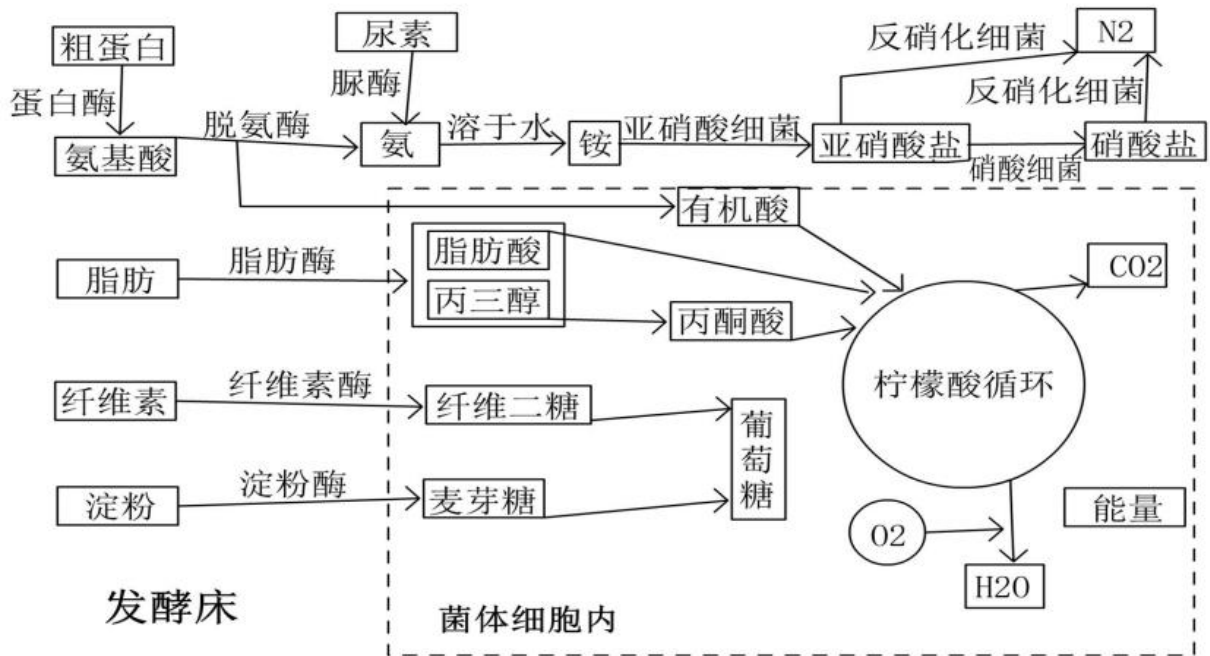 粗蛋白
尿素
反硝化细菌
N2
蛋白酶
脲酶
反硝化细菌
脱氨酶
溶于水
亚硝酸细菌
氨基酸
氨
铵
亚硝酸盐
硝酸盐
硝酸细菌
有机酸
脂肪
脂肪酶
脂肪酸
丙三醇
丙酮酸
CO2
柠檬酸循环
纤维素
纤维素酶
纤维二糖
葡萄糖
淀粉
淀粉酶
麦芽糖
O2
能量
H2O
发酵床
菌体细胞内